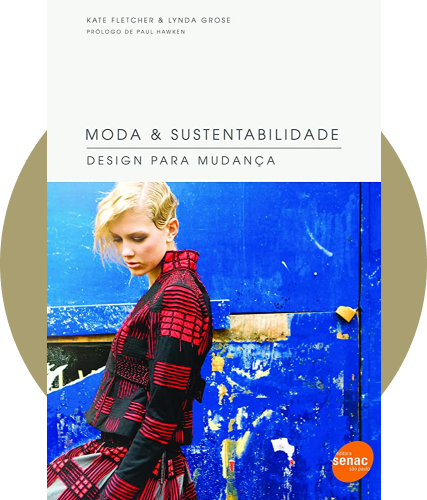 KATE FLETCHER & LYNDA GROSE
PRÓLOGO DE PAUL HAWKEN
MODA & SUSTENTABILIDADE
DESIGN PARA MUDANÇA
editora
senac
são paulo